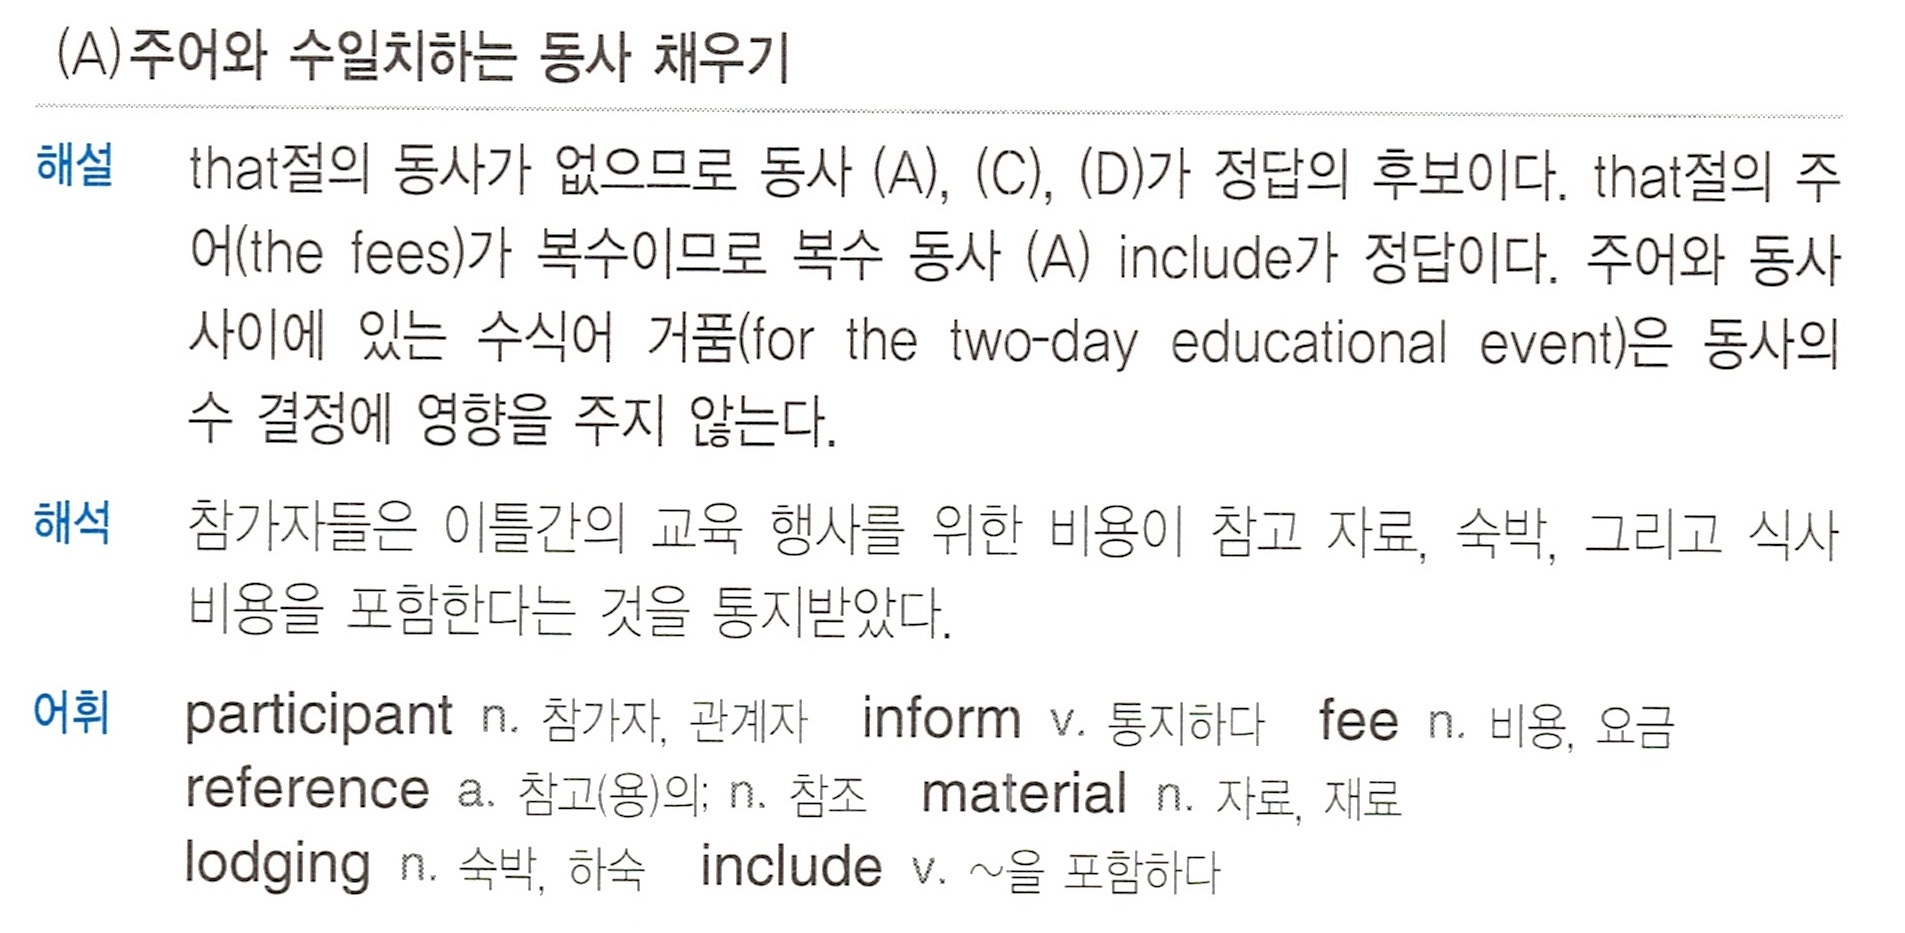 (A) 주어와 수일치하는 동사 채우기
해설 that절의 동사가 없으므로 동사 (A), (C), (D)가 정답의 후보이다. that절의 주
어(the fees)가 복수이므로 복수 동사 (A) include가 정답이다. 주어와 동사
사이에 있는 수식어 거품(for the two-day educational event)은 동사의
수 결정에 영향을 주지 않는다.
해석 참가자들은 이틀간의 교육 행사를 위한 비용이 참고 자료, 숙박, 그리고 식사
비용을 포함한다는 것을 통지받았다.
어휘 participant n. 참가자, 관계자 inform v. 통지하다 fee n. 비용, 요금
reference a. 참고(용)의; n. 참조 material n. 자료, 재료
lodging n. 숙박, 하숙 include v. ~을 포함하다